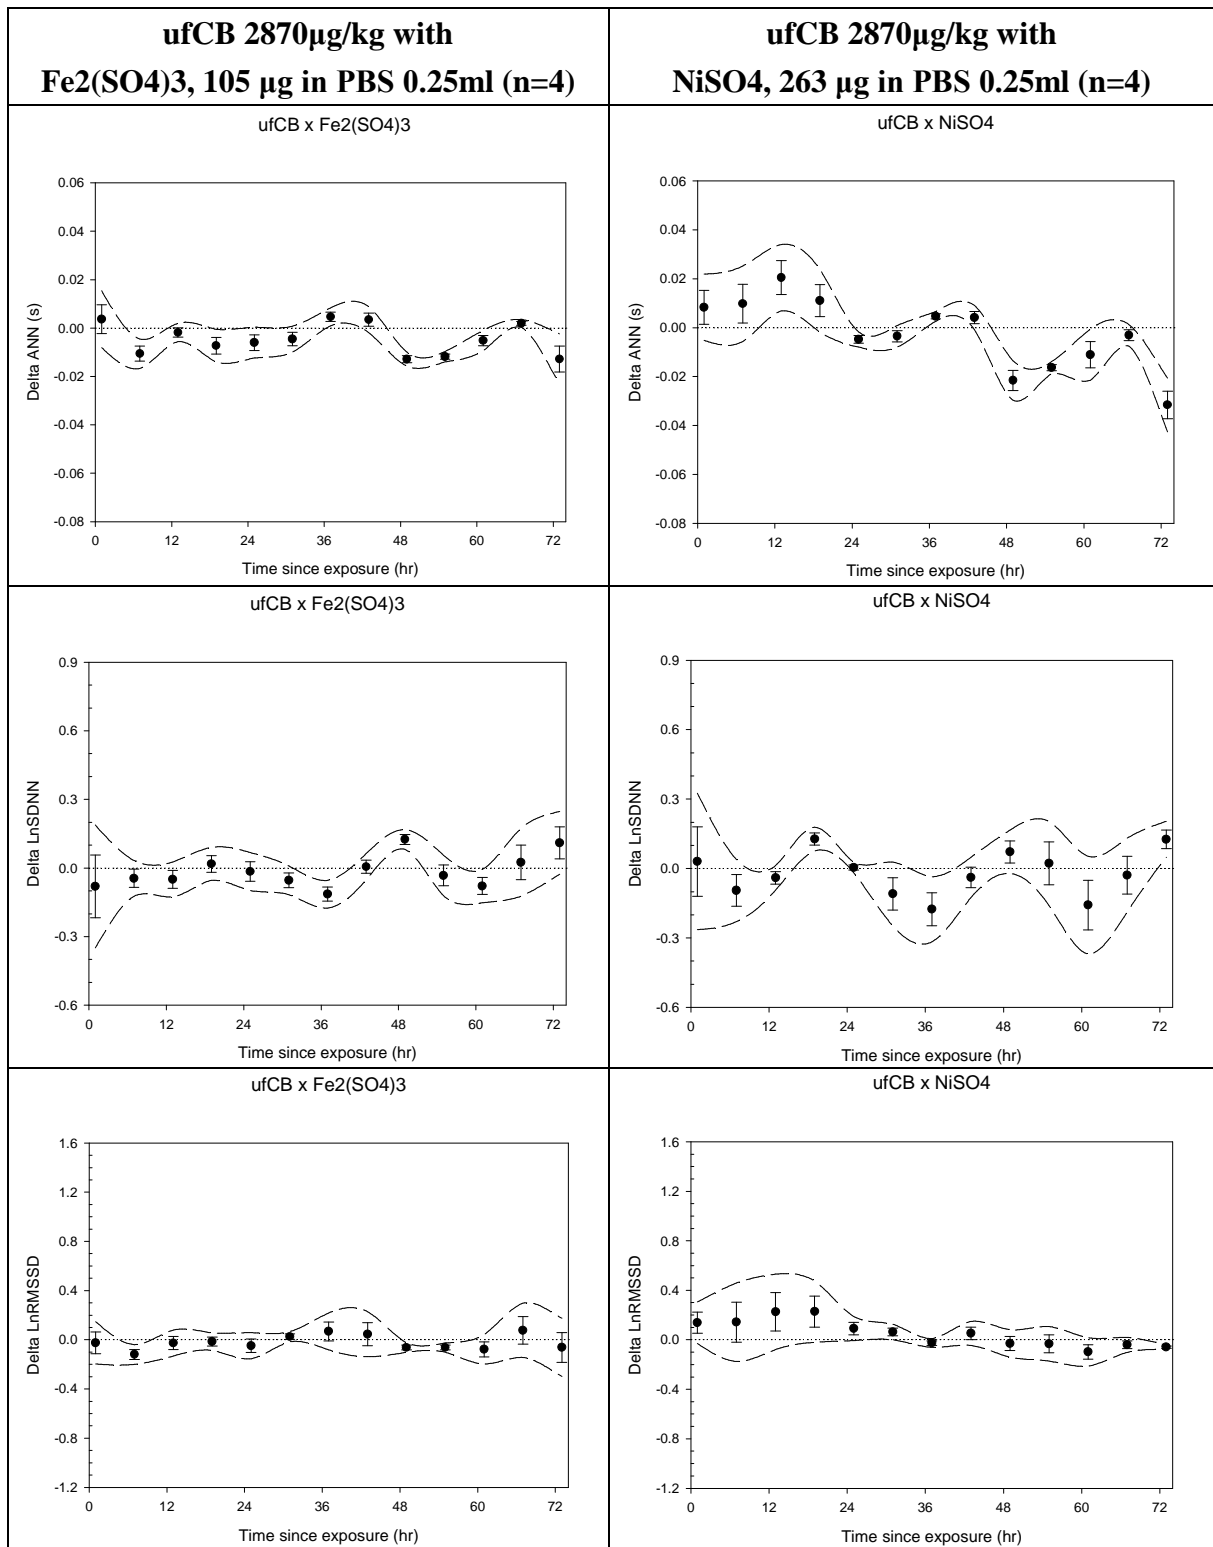 ufCB 2870µg/kg with
Fe2(SO4)3, 105 µg in PBS 0.25ml (n=4)
ufCB 2870µg/kg with
NiSO4, 263 µg in PBS 0.25ml (n=4)
ufCB x Fe2(SO4)3
Delta ANN (s)
0.06
0.04
0.02
0.00
-0.02
-0.04
-0.06
-0.08
0 12 24 36 48 60 72
Time since exposure (hr)
ufCB x NiSO4
Delta ANN (s)
0.06
0.04
0.02
0.00
-0.02
-0.04
-0.06
-0.08
0 12 24 36 48 60 72
Time since exposure (hr)
ufCB x Fe2(SO4)3
Delta LnSDNN
0.9
0.6
0.3
0.0
-0.3
-0.6
0 12 24 36 48 60 72
Time since exposure (hr)
ufCB x NiSO4
Delta LnSDNN
0.9
0.6
0.3
0.0
-0.3
-0.6
0 12 24 36 48 60 72
Time since exposure (hr)
ufCB x Fe2(SO4)3
Delta LnRMSSD
1.6
1.2
0.8
0.4
0.0
-0.4
-0.8
-1.2
0 12 24 36 48 60 72
Time since exposure (hr)
ufCB x NiSO4
Delta LnRMSSD
1.6
1.2
0.8
0.4
0.0
-0.4
-0.8
-1.2
0 12 24 36 48 60 72
Time since exposure (hr)